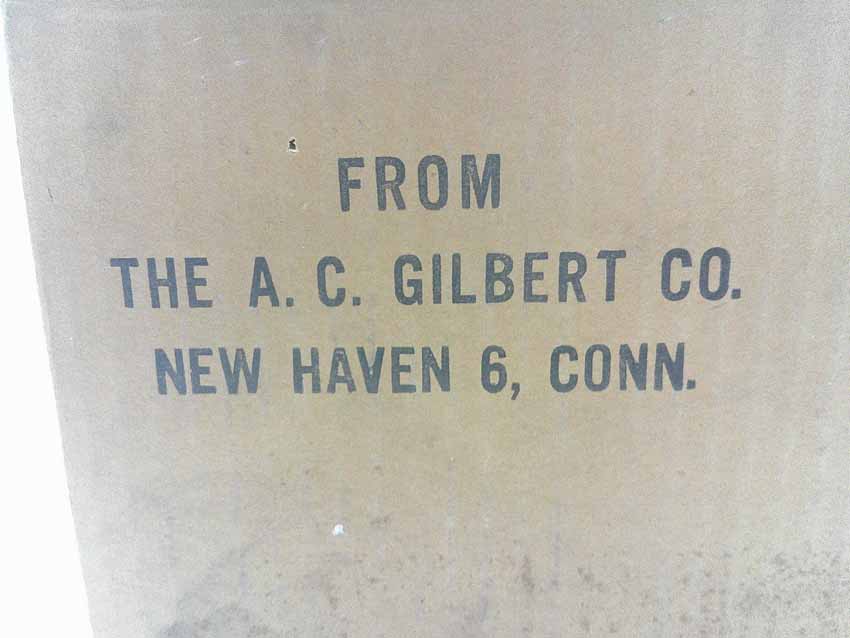 FROM
THE A. C. GILBERT CO.
NEW HAVEN 6, CONN.